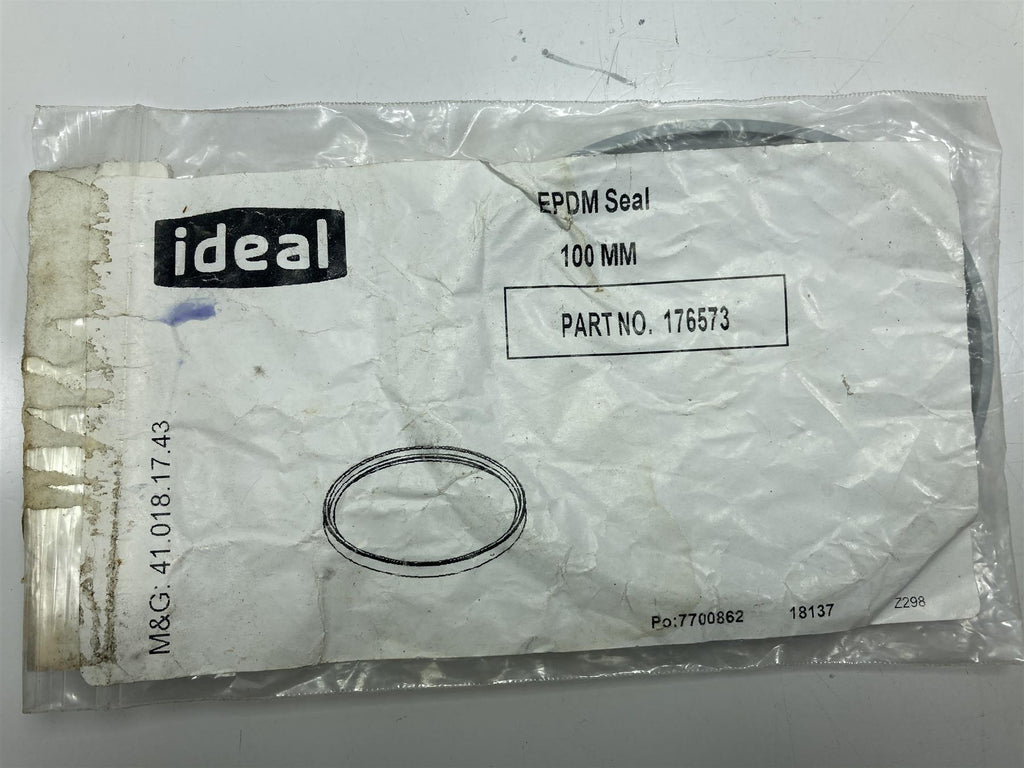 ideal
EPDM Seal
100 MM
PART NO. 176573
M&G: 41.018.17.43
Po:7700862 18137 Z298